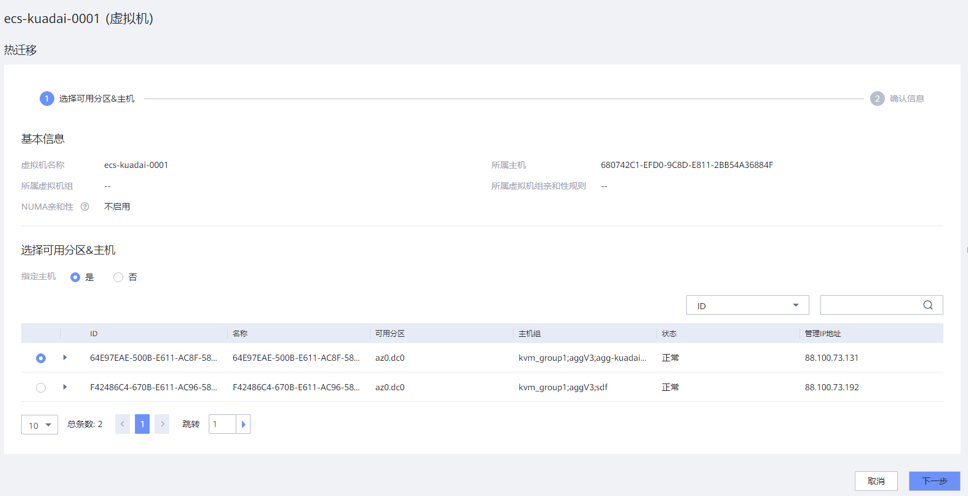 ecs-kuadai-0001 (虚拟机)
热迁移
1 选择可用分区&主机
2 确认信息
基本信息
虚拟机名称 ecs-kuadai-0001 所属主机 680742C1-EFD0-9C8D-E811-2BB54A36884F
所属虚拟机组 -- 所属虚拟机组亲和性规则 --
NUMA亲和性 ? 不启用
选择可用分区&主机
指定主机 是 否
ID
ID 名称 可用分区 主机组 状态 管理IP地址
64E97EAE-500B-E611-AC8F-58... 64E97EAE-500B-E611-AC8F-58... az0.dc0 kvm_group1;aggV3;agg-kuadai... 正常 88.100.73.131
F42486C4-670B-E611-AC96-58... F42486C4-670B-E611-AC96-58... az0.dc0 kvm_group1;aggV3;sdf 正常 88.100.73.192
10 总条数: 2 < 1 > 跳转 1
取消 下一步